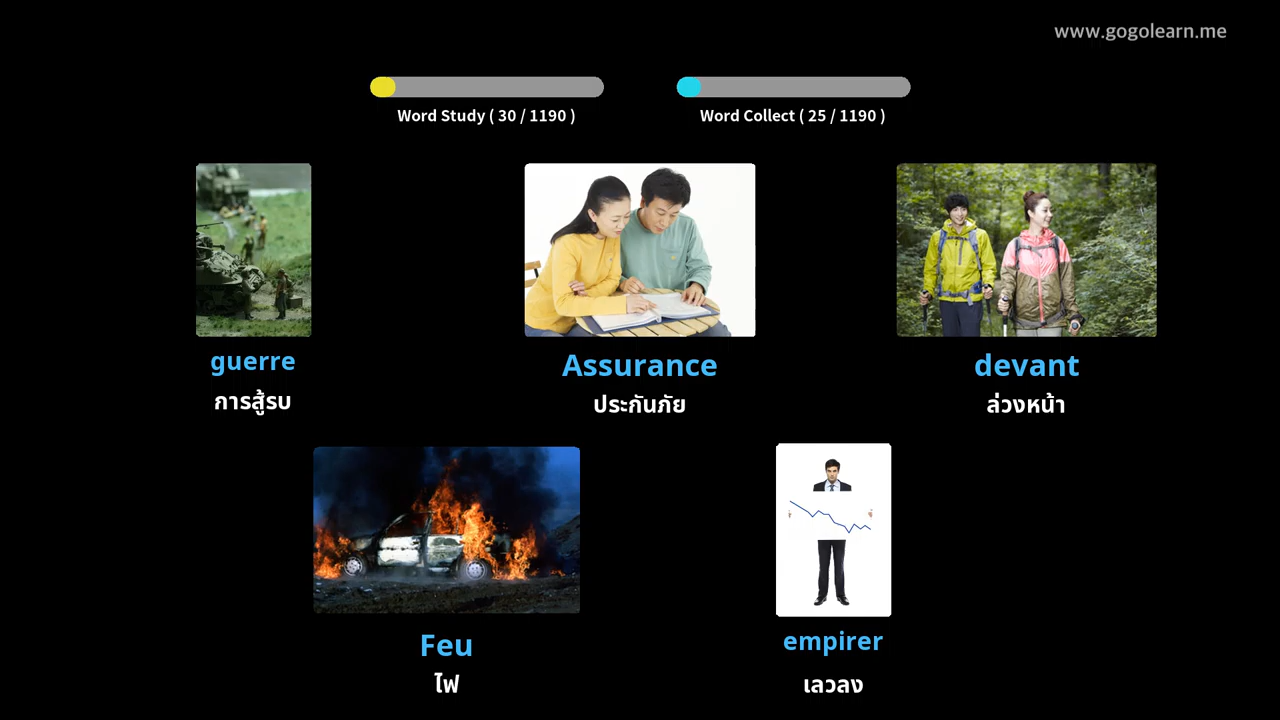 www.gogolearn.me
Word Study ( 30 / 1190 )
Word Collect ( 25 / 1190 )
guerre
การสู้รบ
Assurance
ประกันภัย
devant
ล่วงหน้า
Feu
ไฟ
empirer
เลวลง